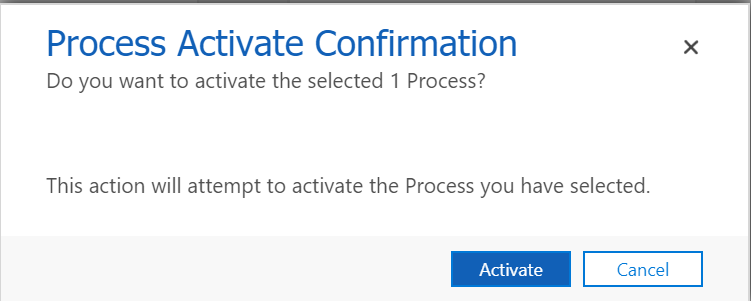 Process Activate Confirmation
Do you want to activate the selected 1 Process?
This action will attempt to activate the Process you have selected.
Activate
Cancel